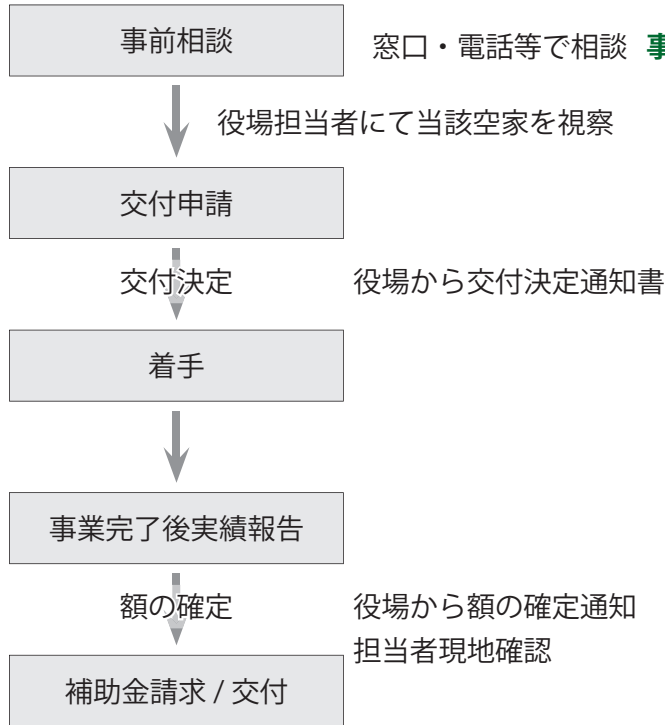 事前相談
窓口・電話等で相談 事
役場担当者にて当該空家を視察
交付申請
交付決定
役場から交付決定通知書
着手
事業完了後実績報告
額の確定
役場から額の確定通知
担当者現地確認
補助金請求 / 交付